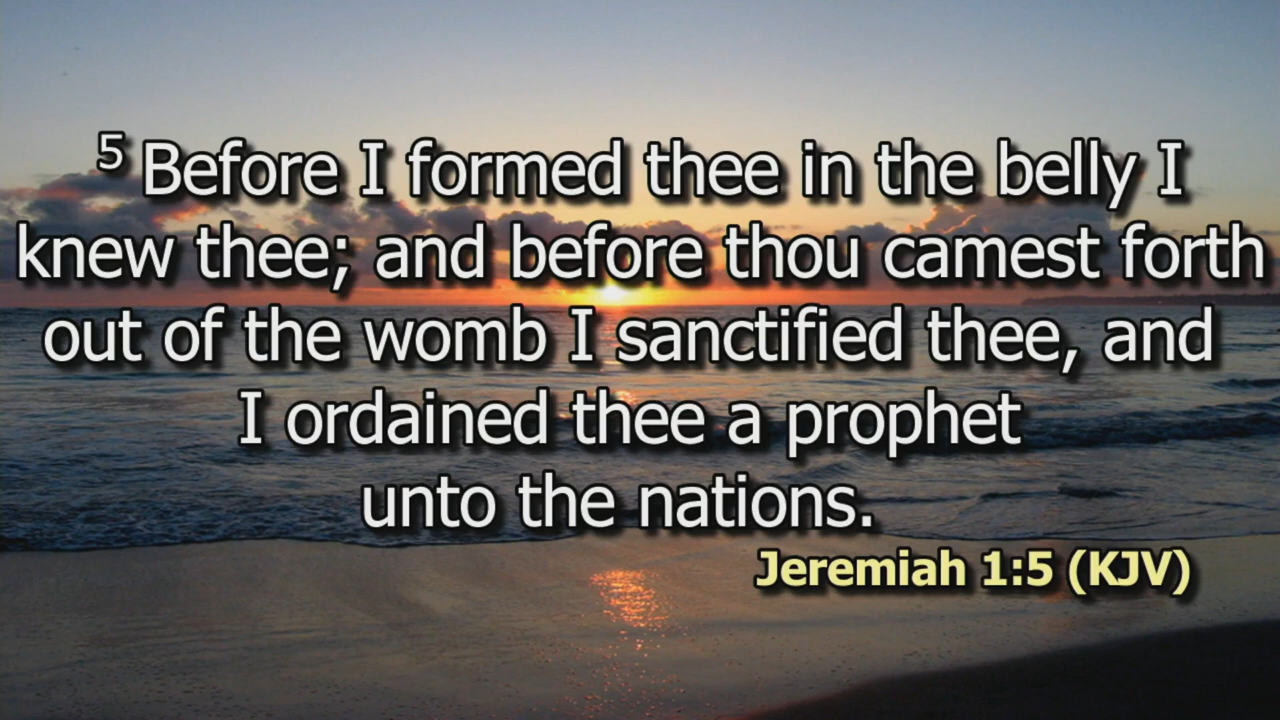 5 Before I formed thee in the belly I
knew thee; and before thou camest forth
out of the womb I sanctified thee, and
I ordained thee a prophet
unto the nations.
Jeremiah 1:5 (KJV)